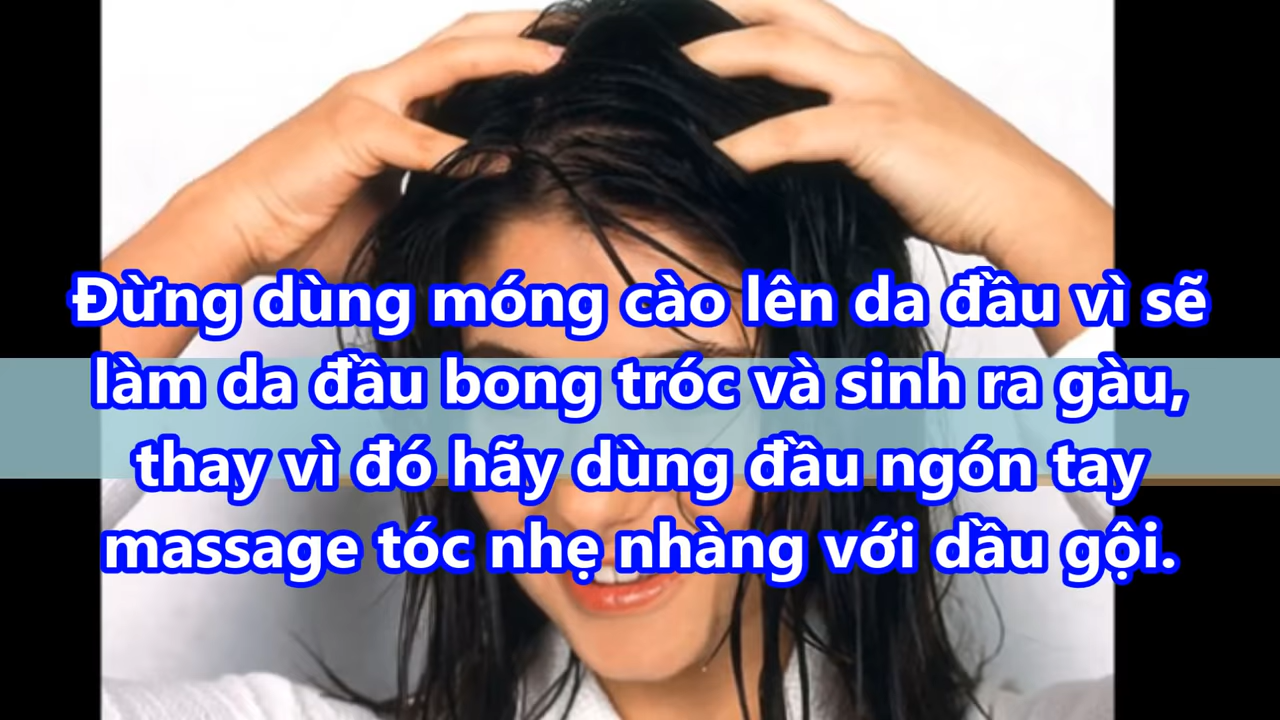 Đừng dùng móng cào lên da đầu vì sẽ
làm da đầu bong tróc và sinh ra gàu,
thay vì đó hãy dùng đầu ngón tay
massage tóc nhẹ nhàng với dầu gội.